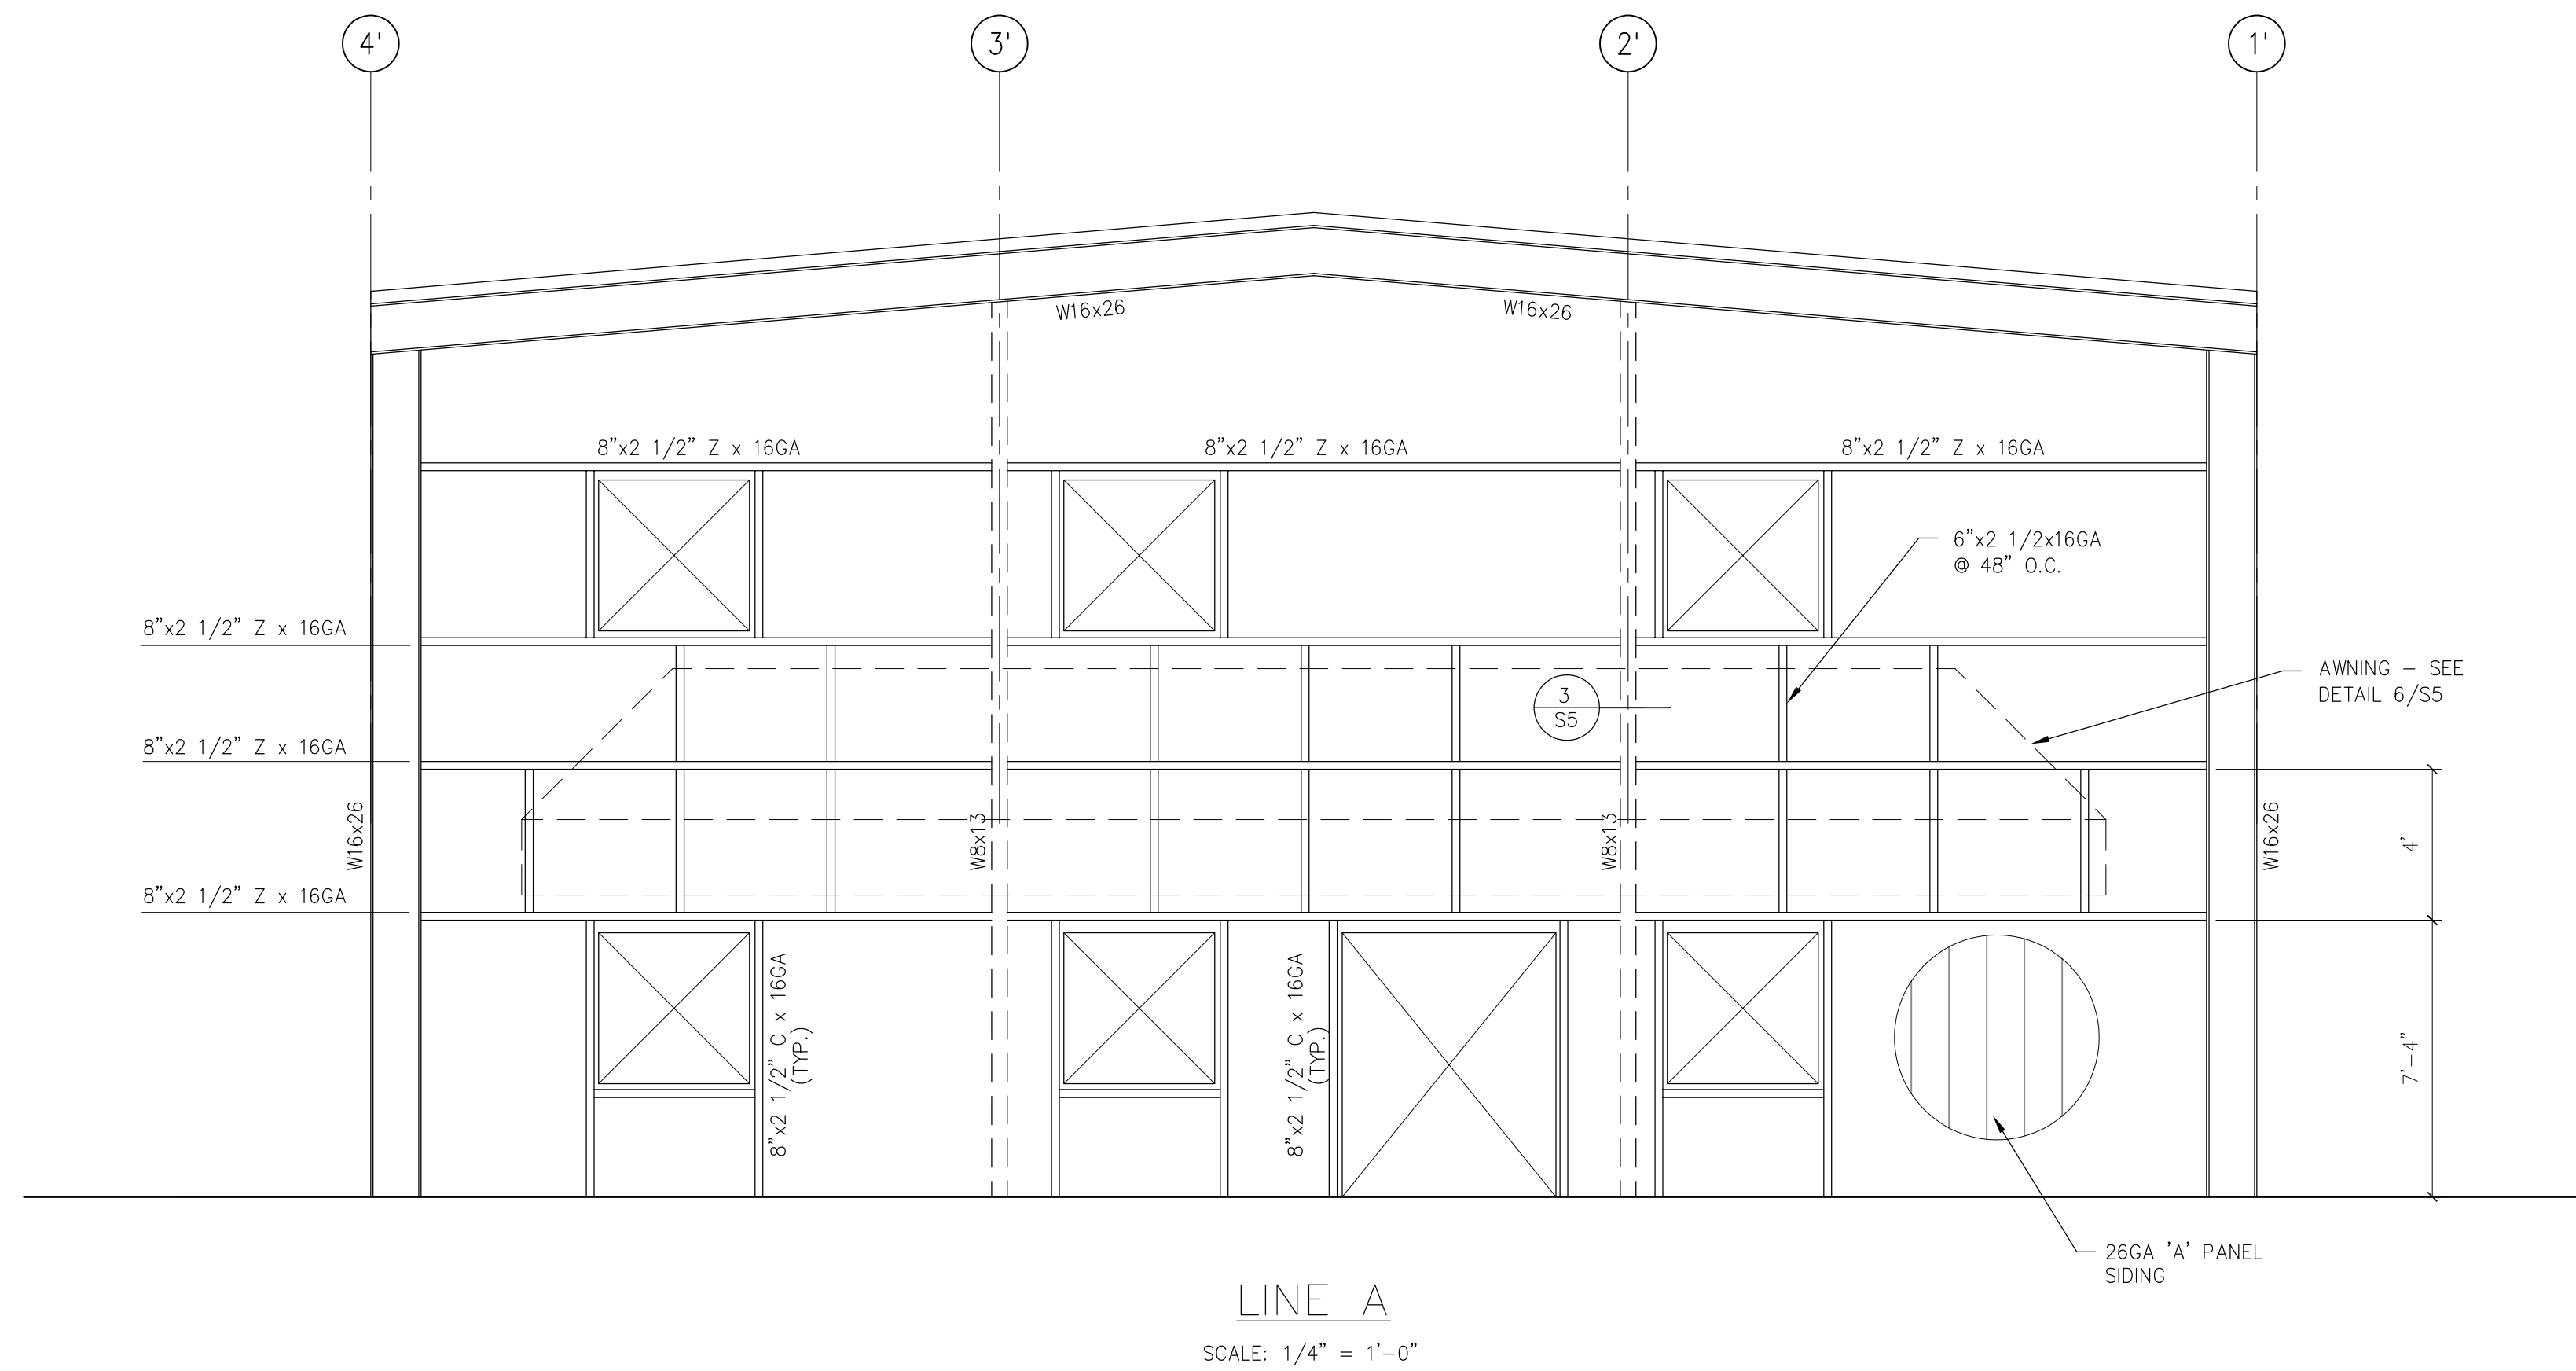 4'
3'
2'
1'
W16x26
W16x26
8"x2 1/2" Z x 16GA
8"x2 1/2" Z x 16GA
8"x2 1/2" Z x 16GA
6"x2 1/2x16GA
@ 48" O.C.
8"x2 1/2" Z x 16GA
AWNING – SEE
DETAIL 6/S5
3
S5
8"x2 1/2" Z x 16GA
W16x26
W8x13
W8x13
W16x26
4'
8"x2 1/2" Z x 16GA
8"x2 1/2" C x 16GA
(TYP.)
8"x2 1/2" C x 16GA
(TYP.)
7'–4"
26GA 'A' PANEL
SIDING
LINE A
SCALE: 1/4" = 1'–0"